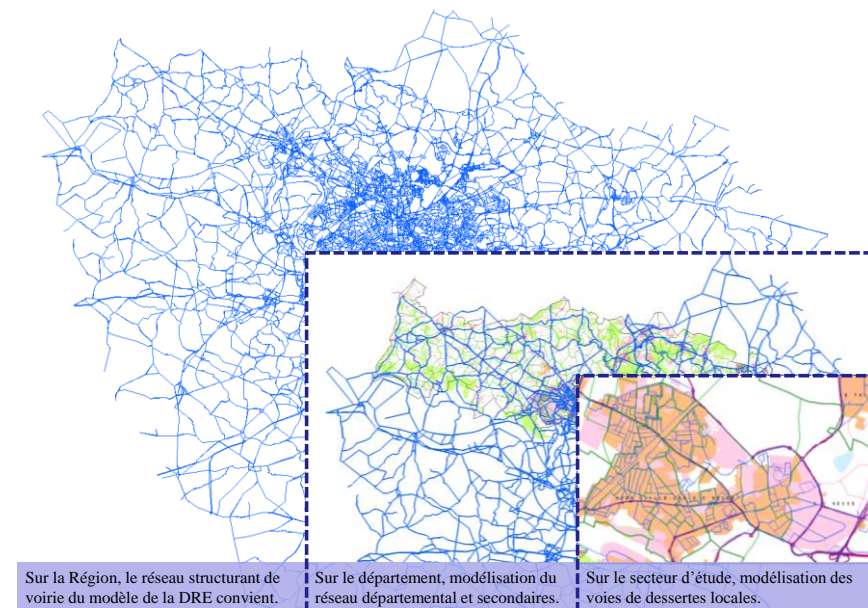 Sur la Région, le réseau structurant de
voirie du modèle de la DRE convient.
Sur le département, modélisation du
réseau départemental et secondaires.
Sur le secteur d'étude, modélisation des
voies de dessertes locales.